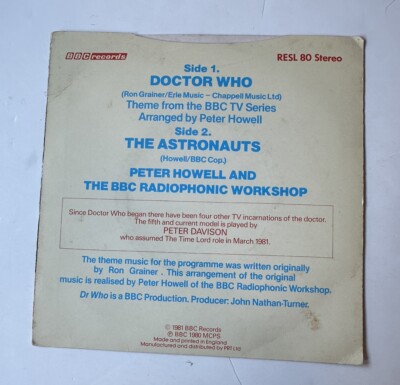 BBC records
RESL 80 Stereo
Side 1.
DOCTOR WHO
(Ron Grainer/Erle Music – Chappell Music Ltd)
Theme from the BBC TV Series
Arranged by Peter Howell
Side 2.
THE ASTRONAUTS
(Howell/BBC Cop.)
PETER HOWELL AND
THE BBC RADIOPHONIC WORKSHOP
Since Doctor Who began there have been four other TV incarnations of the doctor.
The fifth and current model is played by
PETER DAVISON
who assumed The Time Lord role in March 1981.
The theme music for the programme was written originally
by Ron Grainer . This arrangement of the original
music is realised by Peter Howell of the BBC Radiophonic Workshop.
Dr Who is a BBC Production. Producer: John Nathan-Turner.
© 1981 BBC Records
℗ BBC 1980 MCPS
Made and printed in England
Manufactured and distributed by PRT Ltd